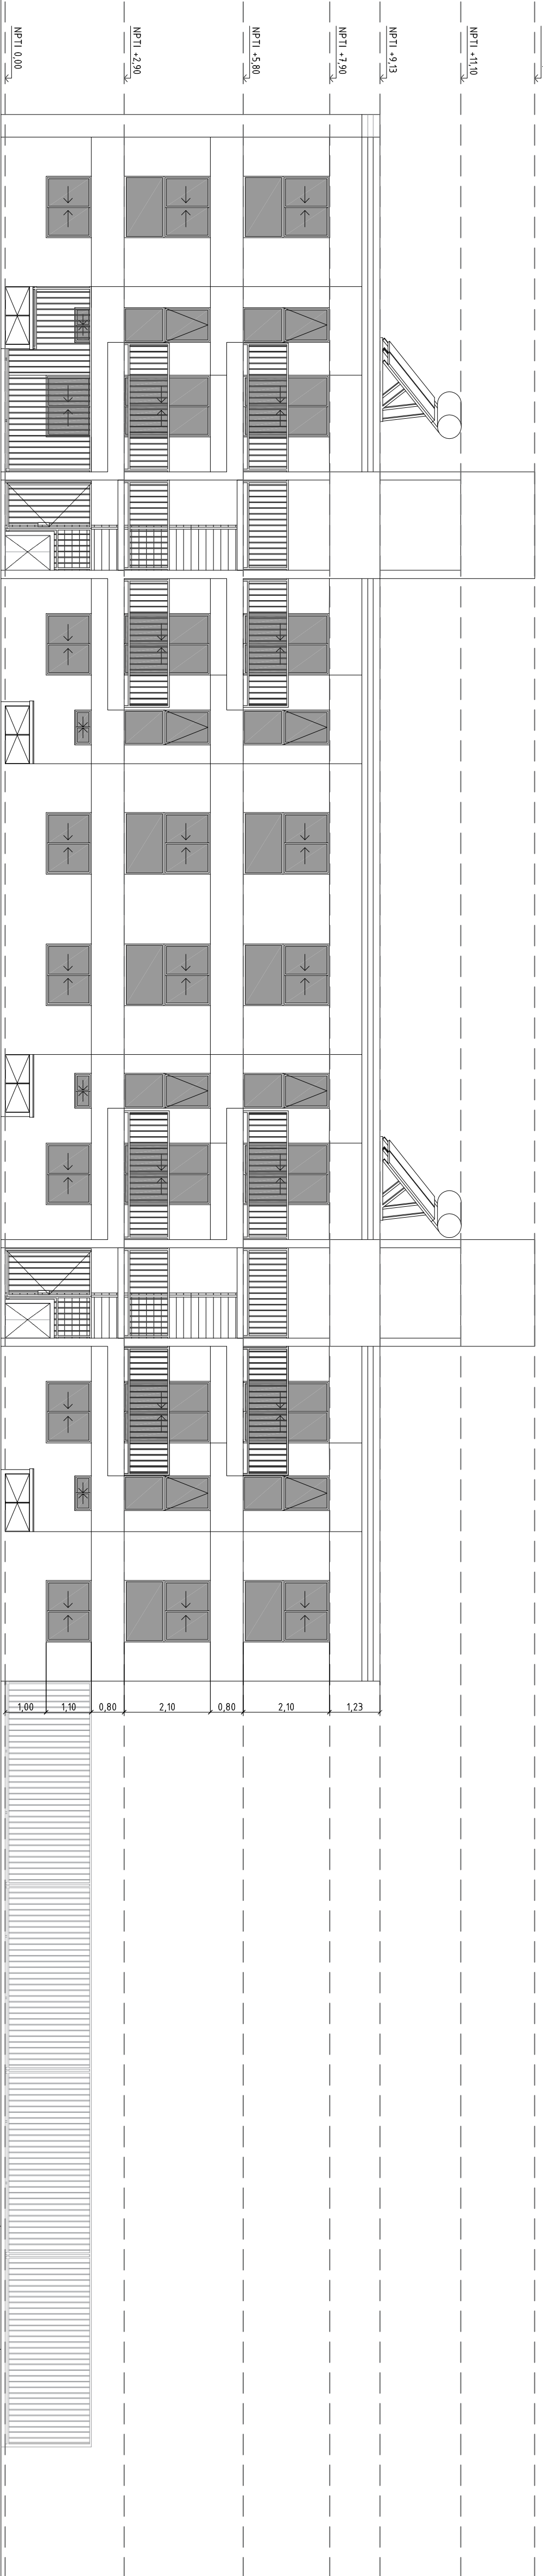 NPTI 0,00
NPTI +2,90
NPTI +5,80
NPTI +7,90
NPTI +9,13
NPTI +11,10
1,00
1,10
0,80
2,10
0,80
2,10
1,23